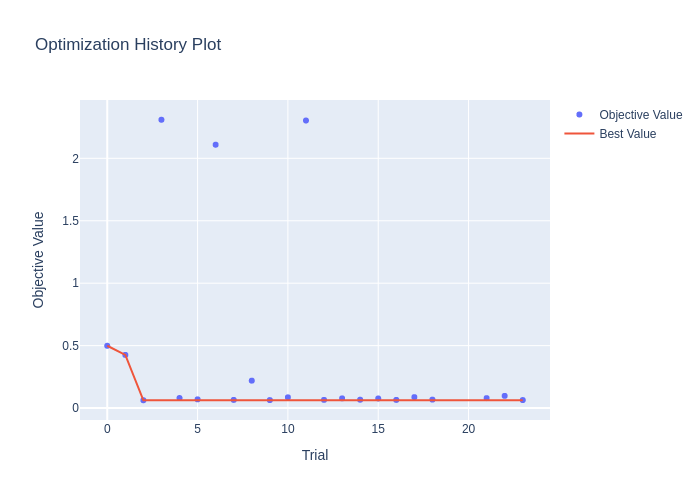 Optimization History Plot
Objective Value
Best Value
2
1.5
1
0.5
0
Objective Value
0
5
10
15
20
Trial